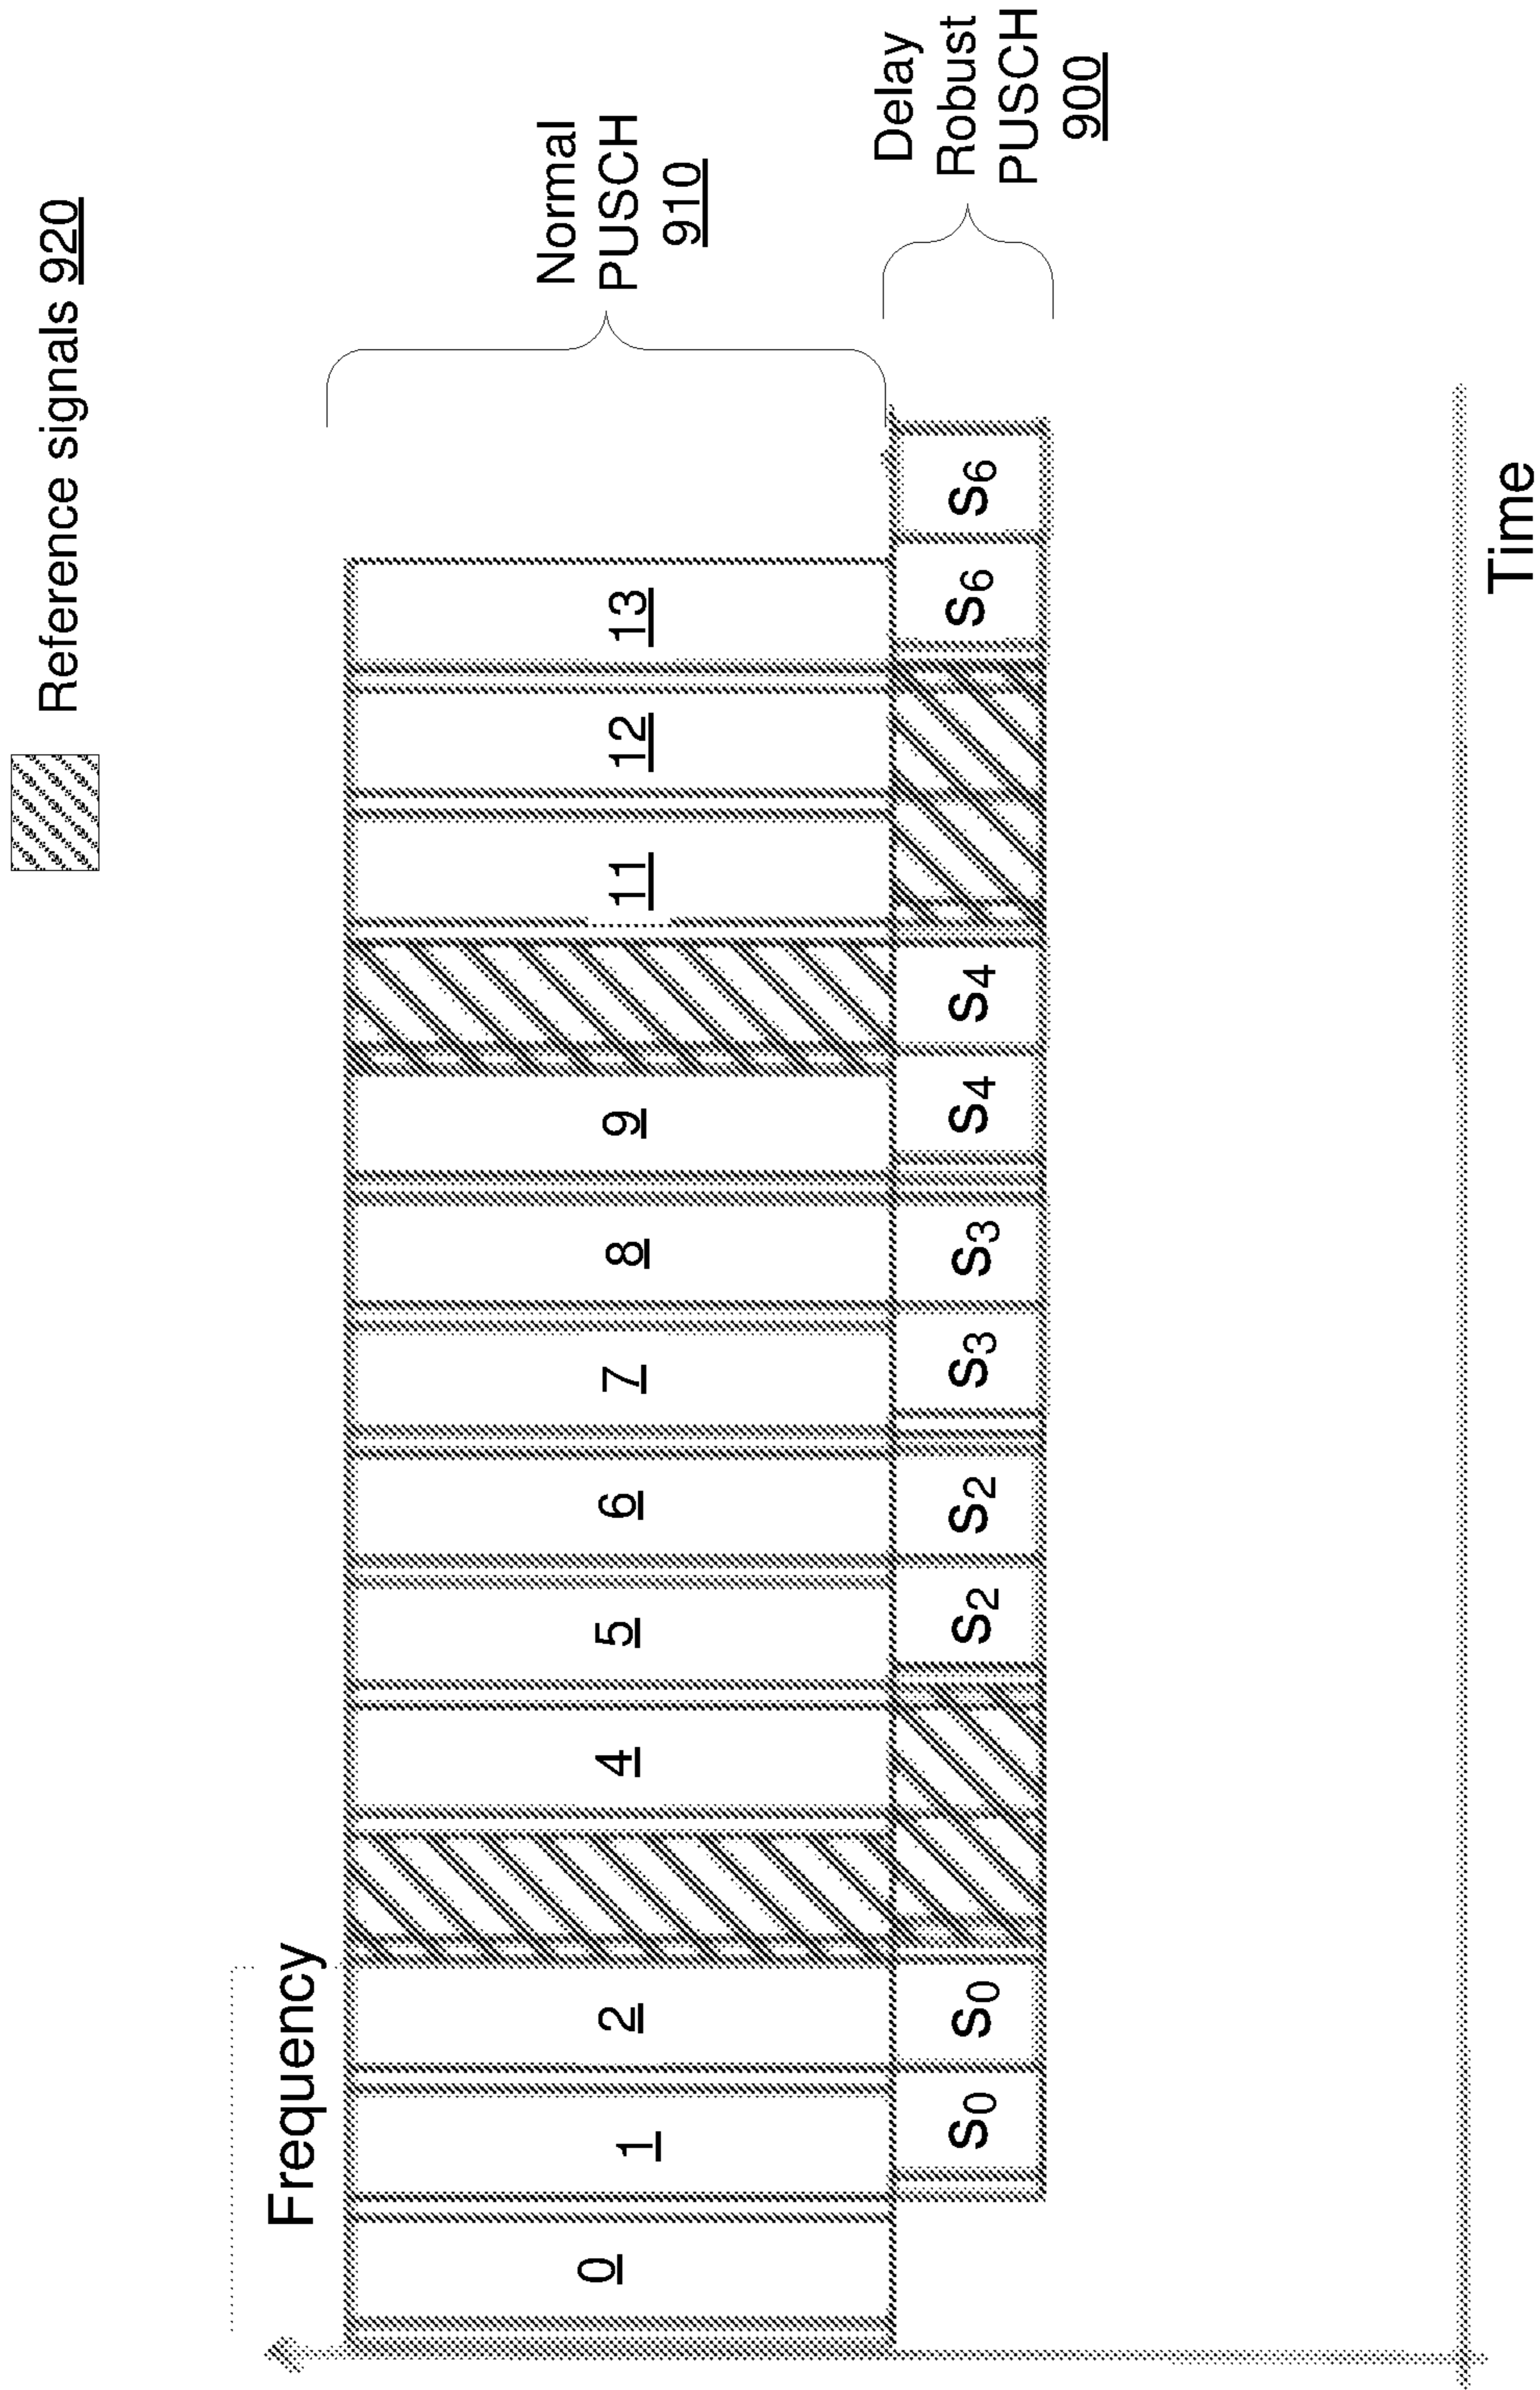 Reference signals 920
Frequency
Normal
PUSCH
910
0
1
2
4
5
6
7
8
9
11
12
13
Delay
Robust
PUSCH
900
S0
S0
S2
S2
S3
S3
S4
S4
S6
S6
Time